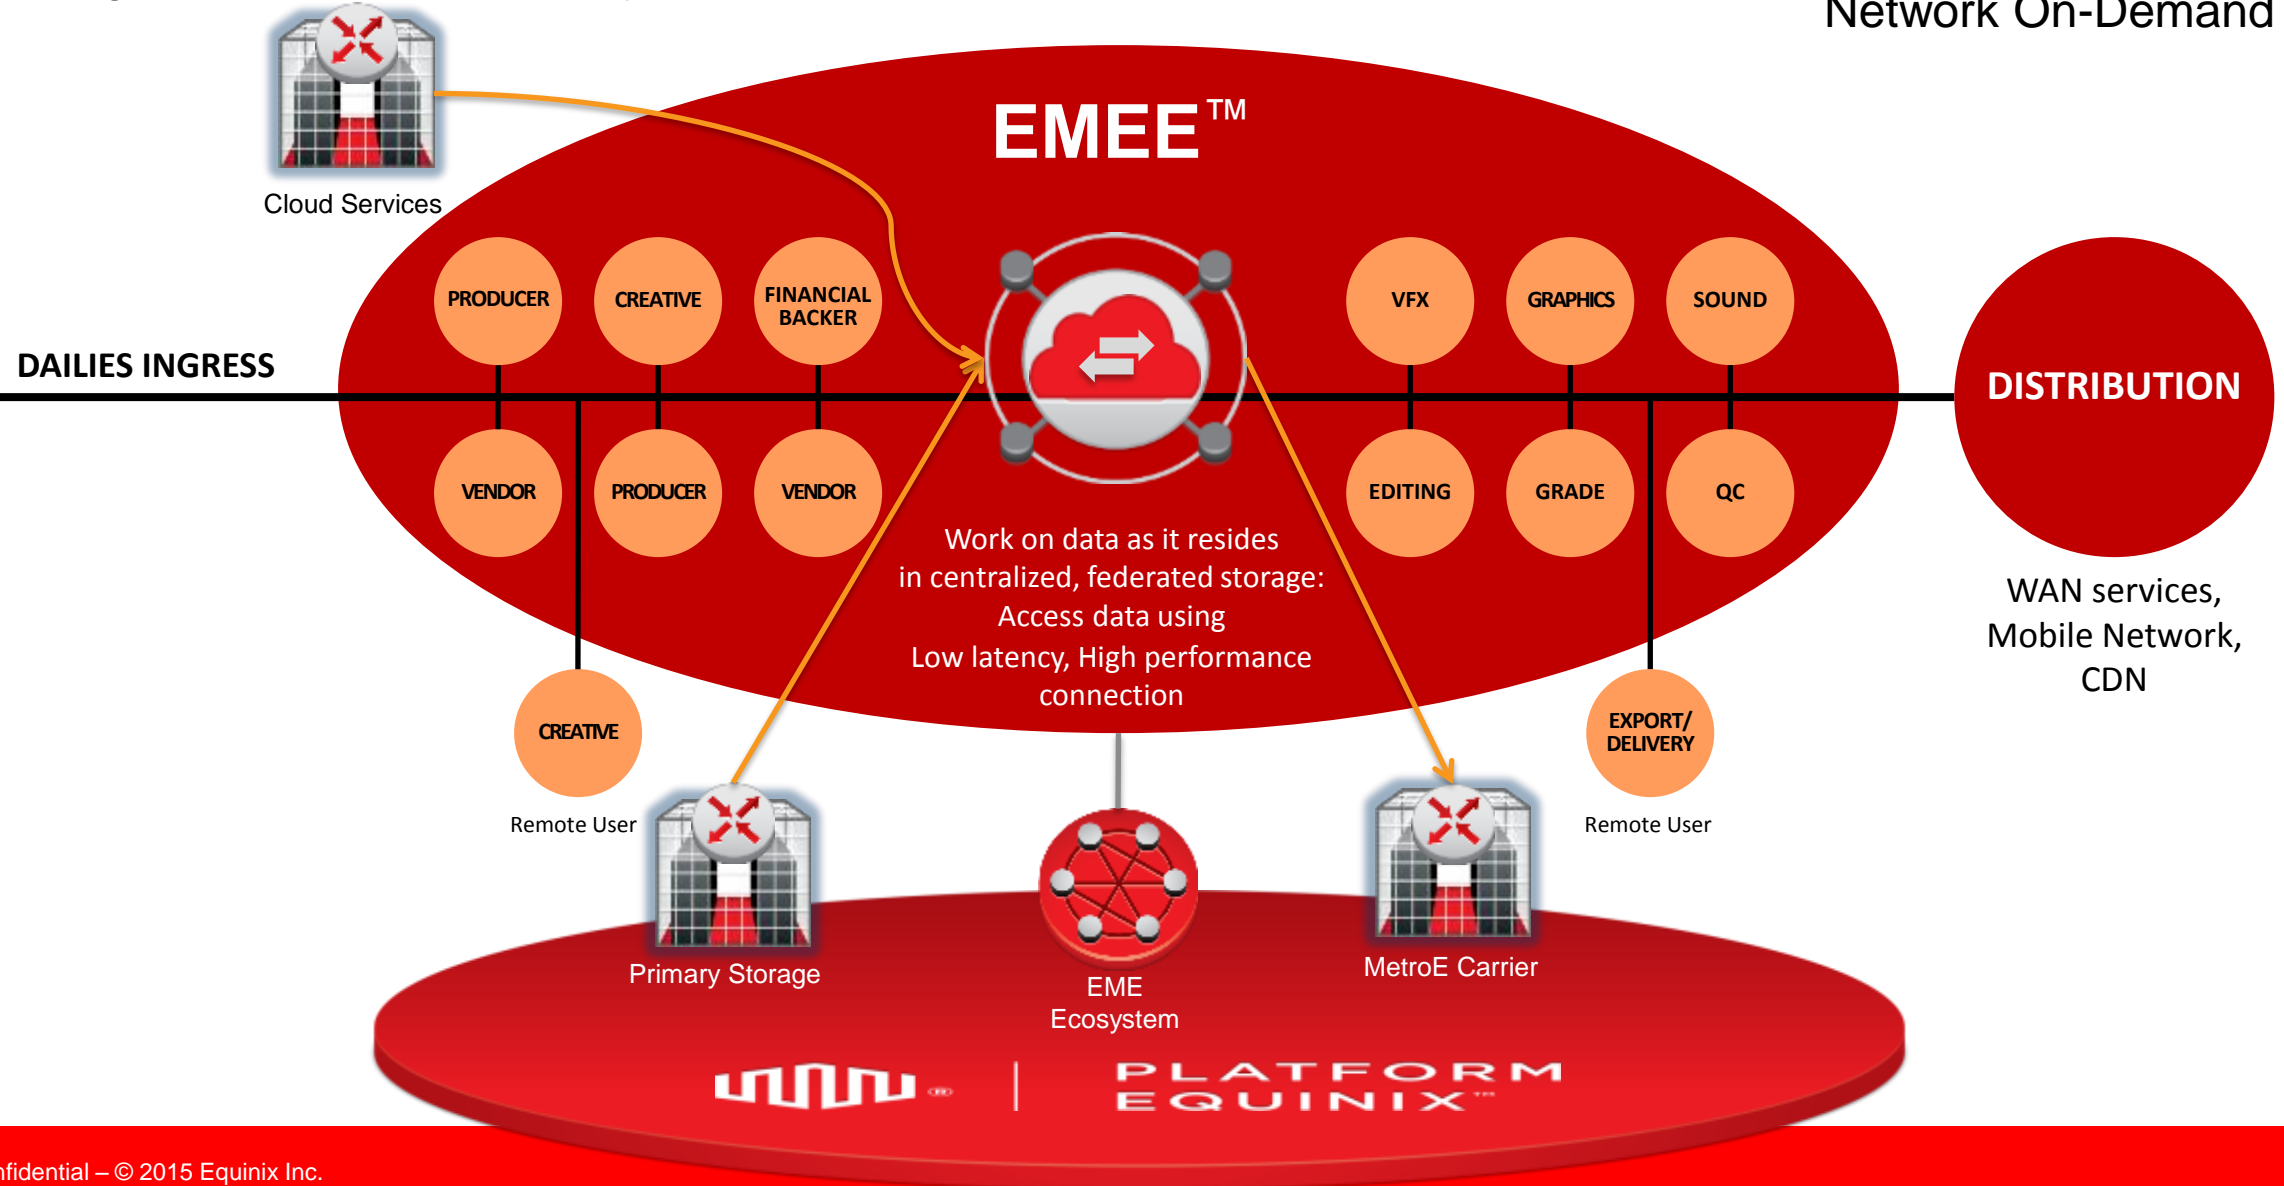 Network On-Demand
EMEE™
Cloud Services
PRODUCER
CREATIVE
FINANCIAL
BACKER
VFX
GRAPHICS
SOUND
DAILIES INGRESS
DISTRIBUTION
VENDOR
PRODUCER
VENDOR
EDITING
GRADE
QC
Work on data as it resides
in centralized, federated storage:
Access data using
Low latency, High performance
connection
WAN services,
Mobile Network,
CDN
CREATIVE
EXPORT/
DELIVERY
Remote User
Remote User
Primary Storage
EME
Ecosystem
MetroE Carrier
®
PLATFORM
EQUINIX™
nfidential – © 2015 Equinix Inc.